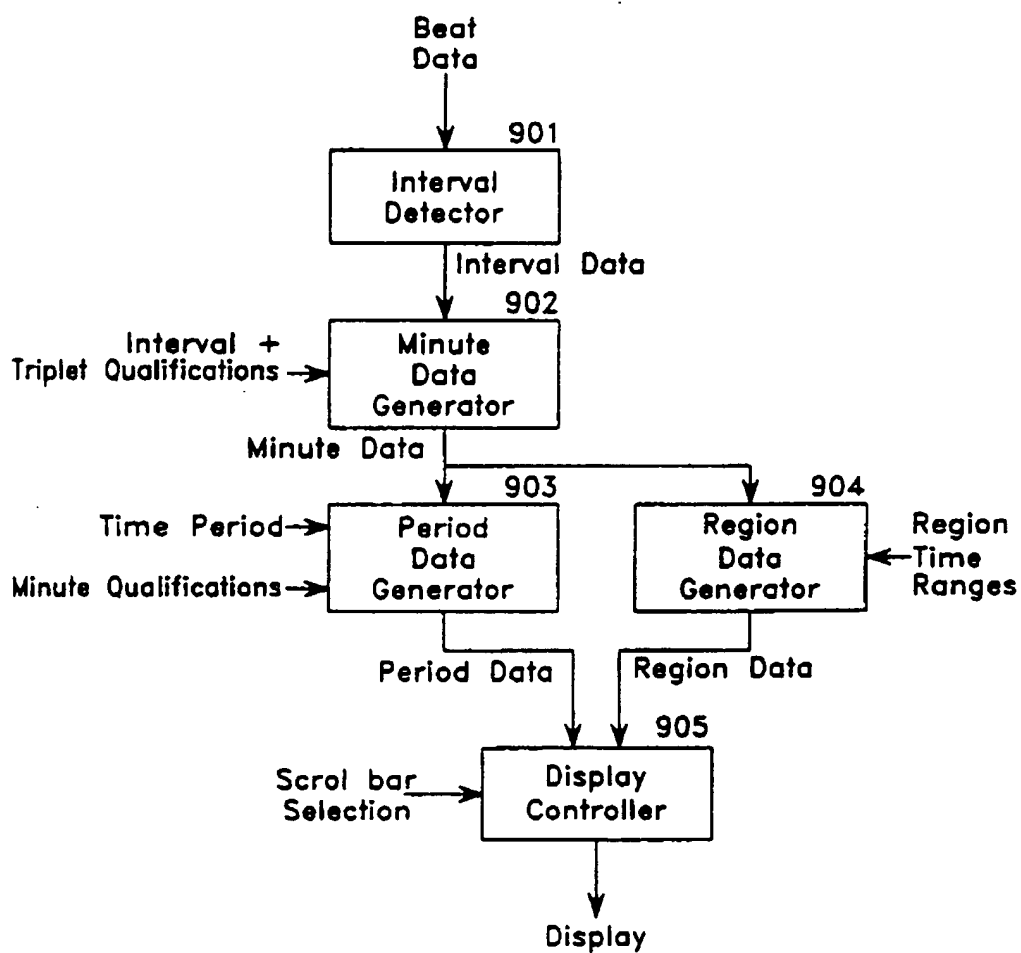 Beat
Data
901
Interval
Detector
Interval Data
902
Interval +
Triplet Qualifications
Minute
Data
Generator
Minute Data
903
904
Time Period
Minute Qualifications
Period
Data
Generator
Region
Data
Generator
Region
Time
Ranges
Period Data
Region Data
905
Scrol bar
Selection
Display
Controller
Display